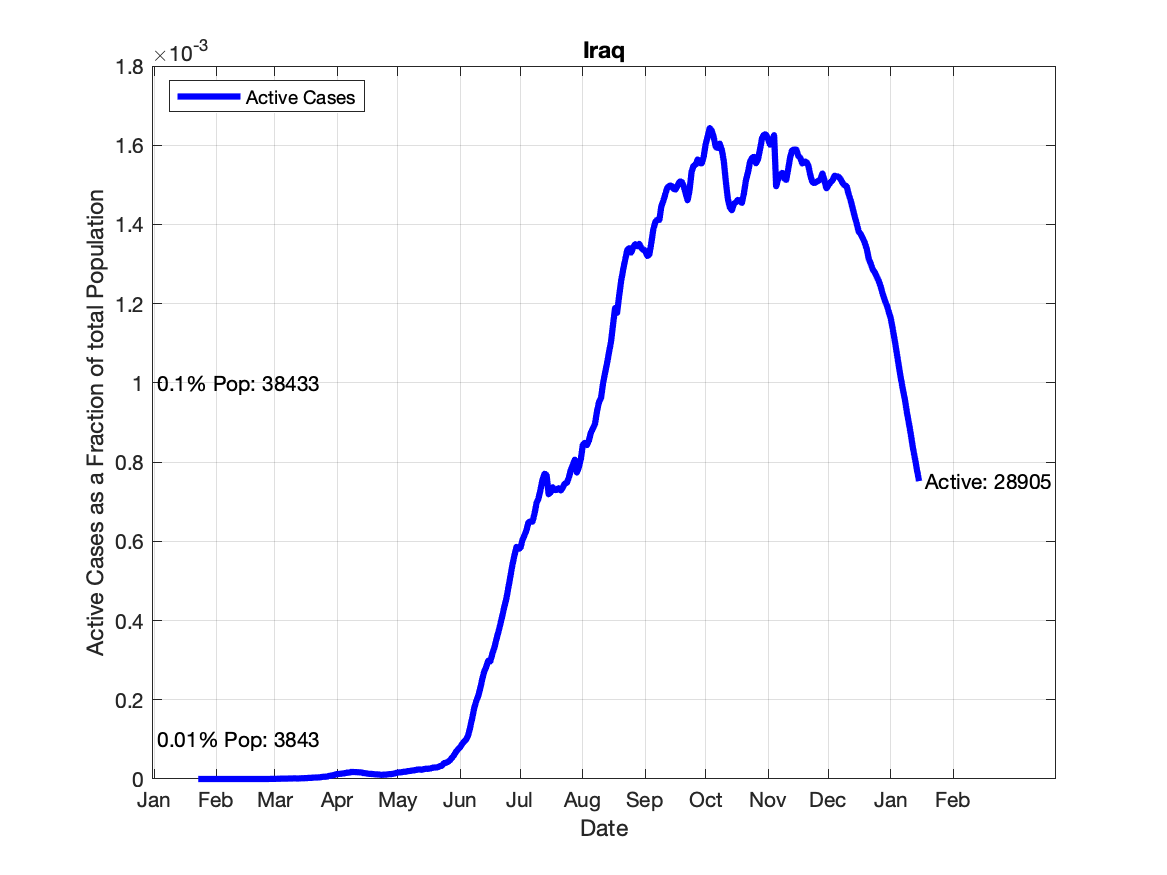 Iraq
×10-3
Active Cases
1.8
1.6
1.4
1.2
1
0.8
0.6
0.4
0.2
0
0.1% Pop: 38433
0.01% Pop: 3843
Active: 28905
Active Cases as a Fraction of total Population
Jan Feb Mar Apr May Jun Jul Aug Sep Oct Nov Dec Jan Feb
Date